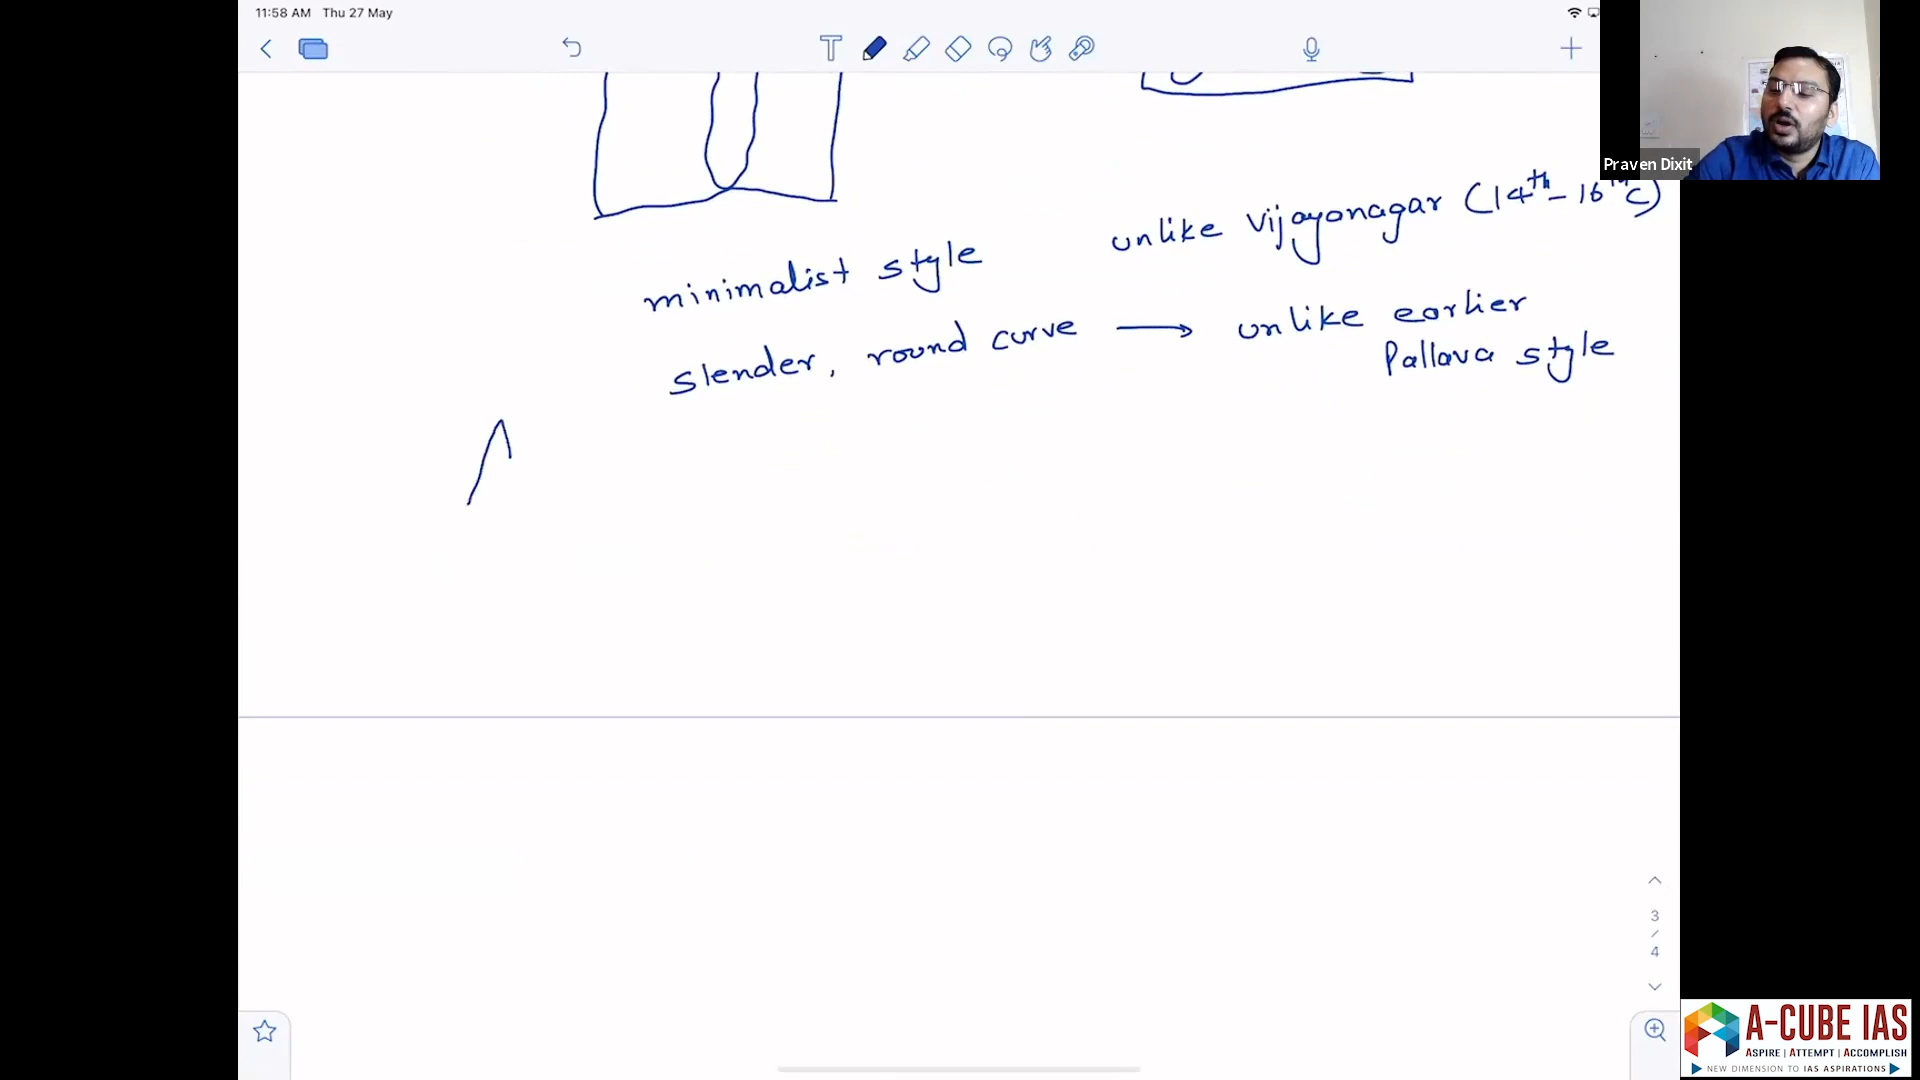 11:58 AM Thu 27 May
T
Praven Dixit
minimalist style unlike Vijayanagar (14th - 16th C)
slender, round curve → unlike earlier
Pallava style
3
/
4
A-CUBE IAS
ASPIRE | ATTEMPT | ACCOMPLISH
NEW DIMENSION TO IAS ASPIRATIONS